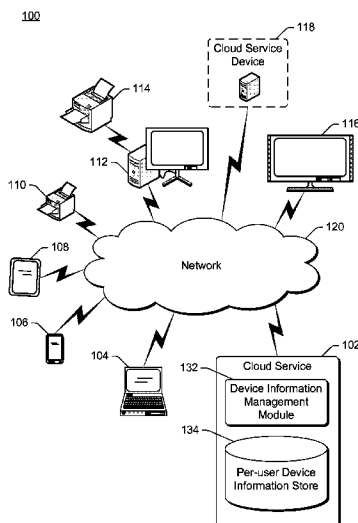 100
118
Cloud Service
Device
114
112
116
110
120
108
Network
106
104
102
Cloud Service
132
Device Information
Management
Module
134
Per-user Device
Information Store